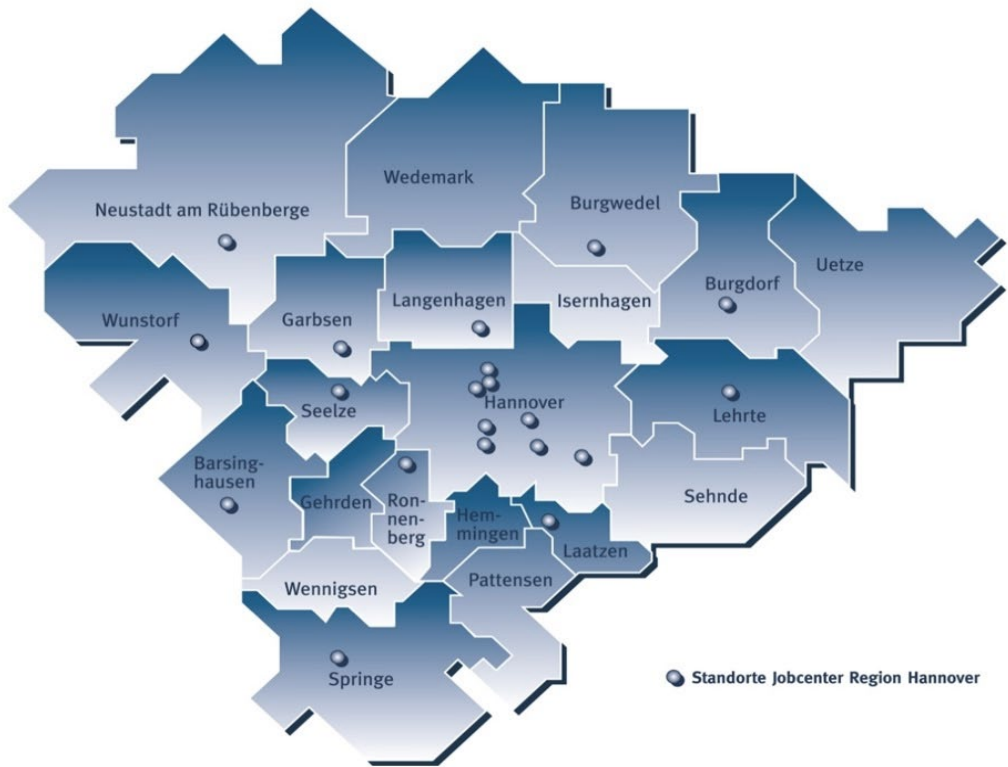 Wedemark
Neustadt am Rübenberge
Burgwedel
Uetze
Burgdorf
Langenhagen
Isernhagen
Wunstorf
Garbsen
Seelze
Hannover
Lehrte
Barsing-
hausen
Gehrden
Ron-
nen-
berg
Sehnde
Hem-
mingen
Laatzen
Wennigsen
Pattensen
Springe
Standorte Jobcenter Region Hannover